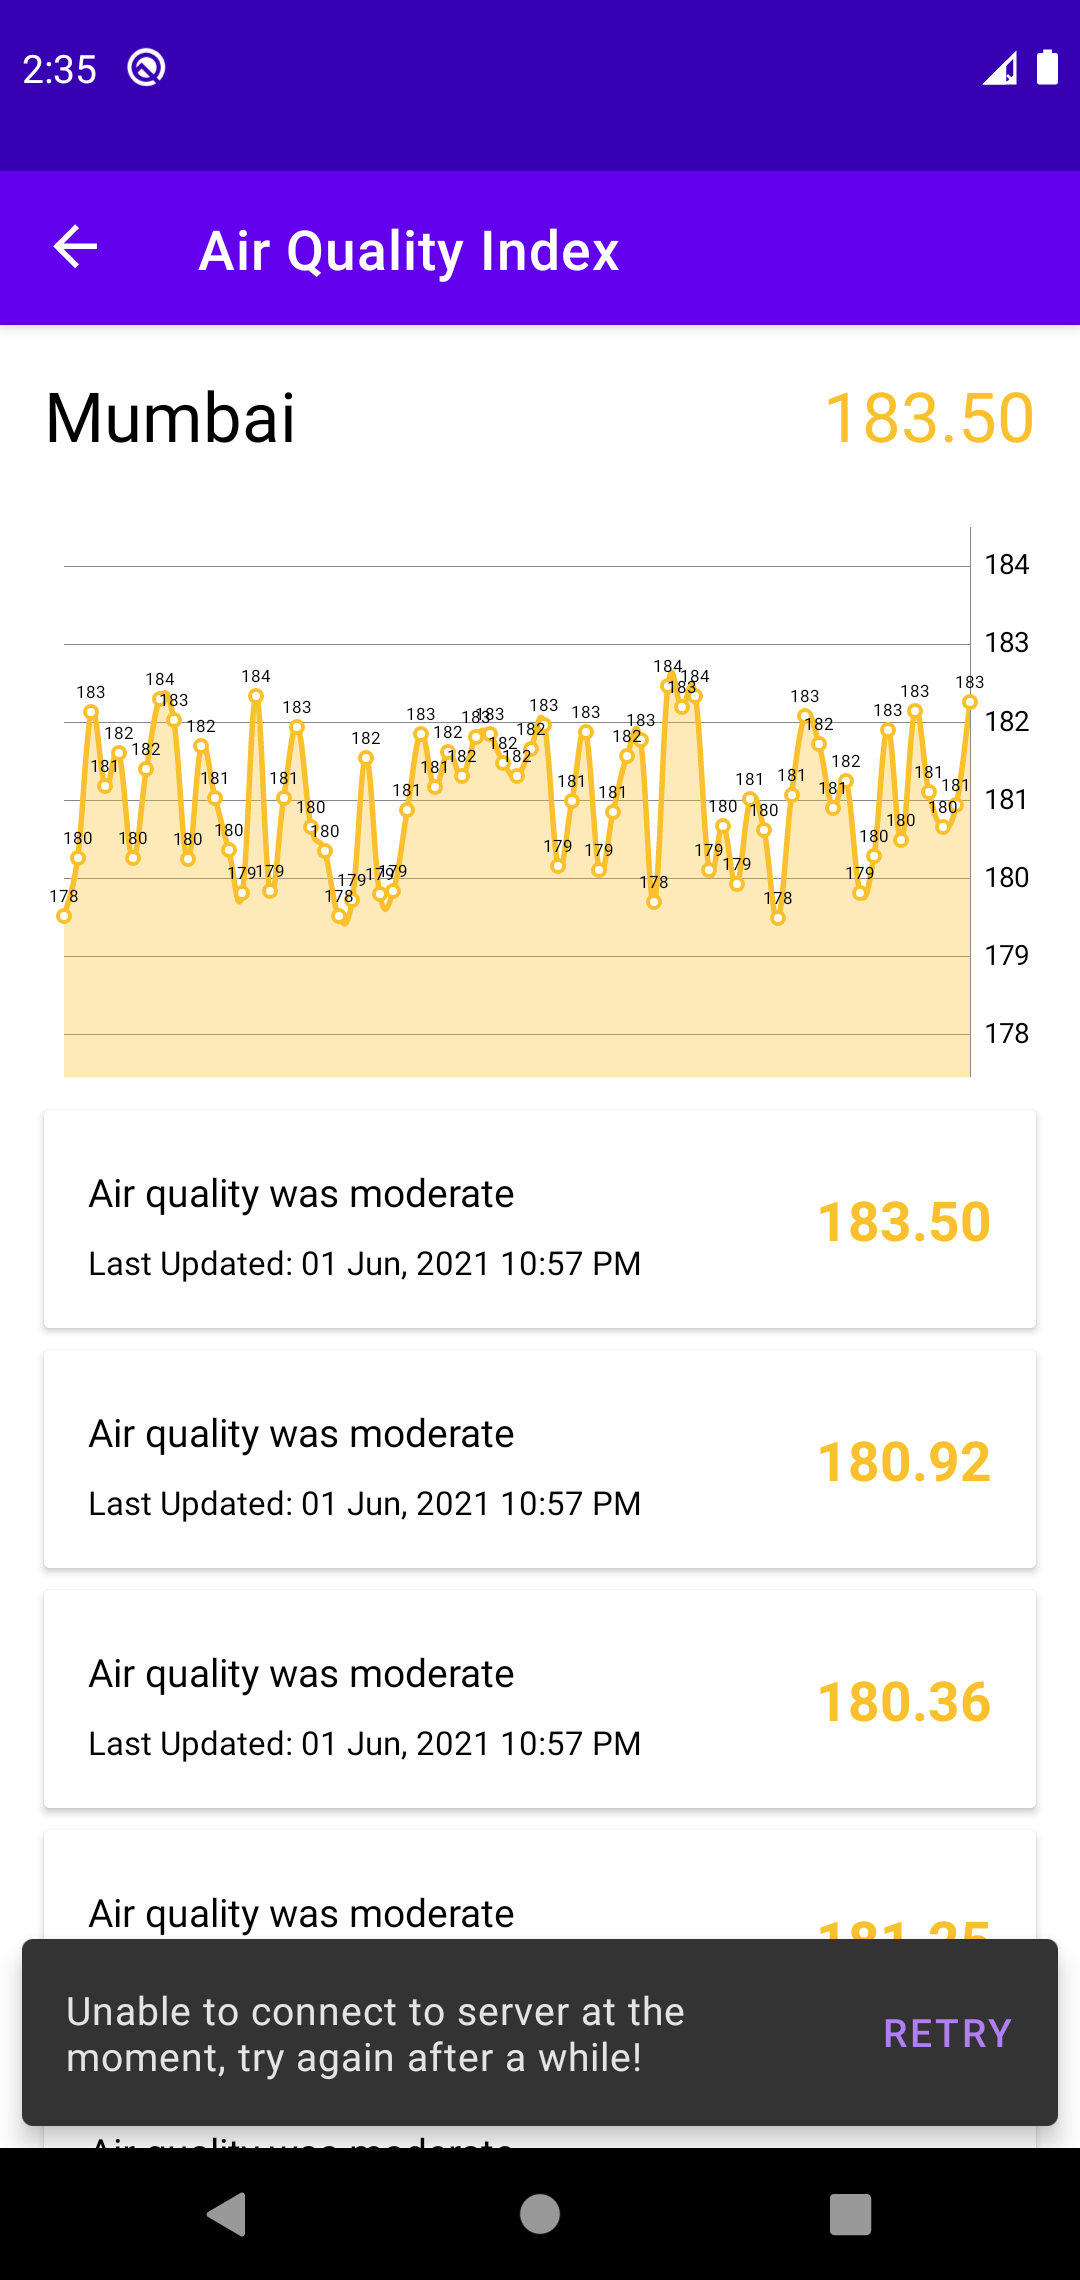 2:35
Air Quality Index
Mumbai 183.50
184
183
182
181
180
179
178
178 180 183 181 182 180 182 184 183 180 182 181 180 179 184 179 181 183 180 180 178 179 182 179 179 181 183 181 182 182 183 183 182 182 182 183 179 181 183 179 181 182 183 178 184 183 184 179 180 179 181 180 178 181 183 182 181 182 179 180 183 180 183 181 180 181 183
Air quality was moderate
183.50
Last Updated: 01 Jun, 2021 10:57 PM
Air quality was moderate
180.92
Last Updated: 01 Jun, 2021 10:57 PM
Air quality was moderate
180.36
Last Updated: 01 Jun, 2021 10:57 PM
Air quality was moderate
181.25
Unable to connect to server at the
moment, try again after a while!
RETRY
Air quality was moderate